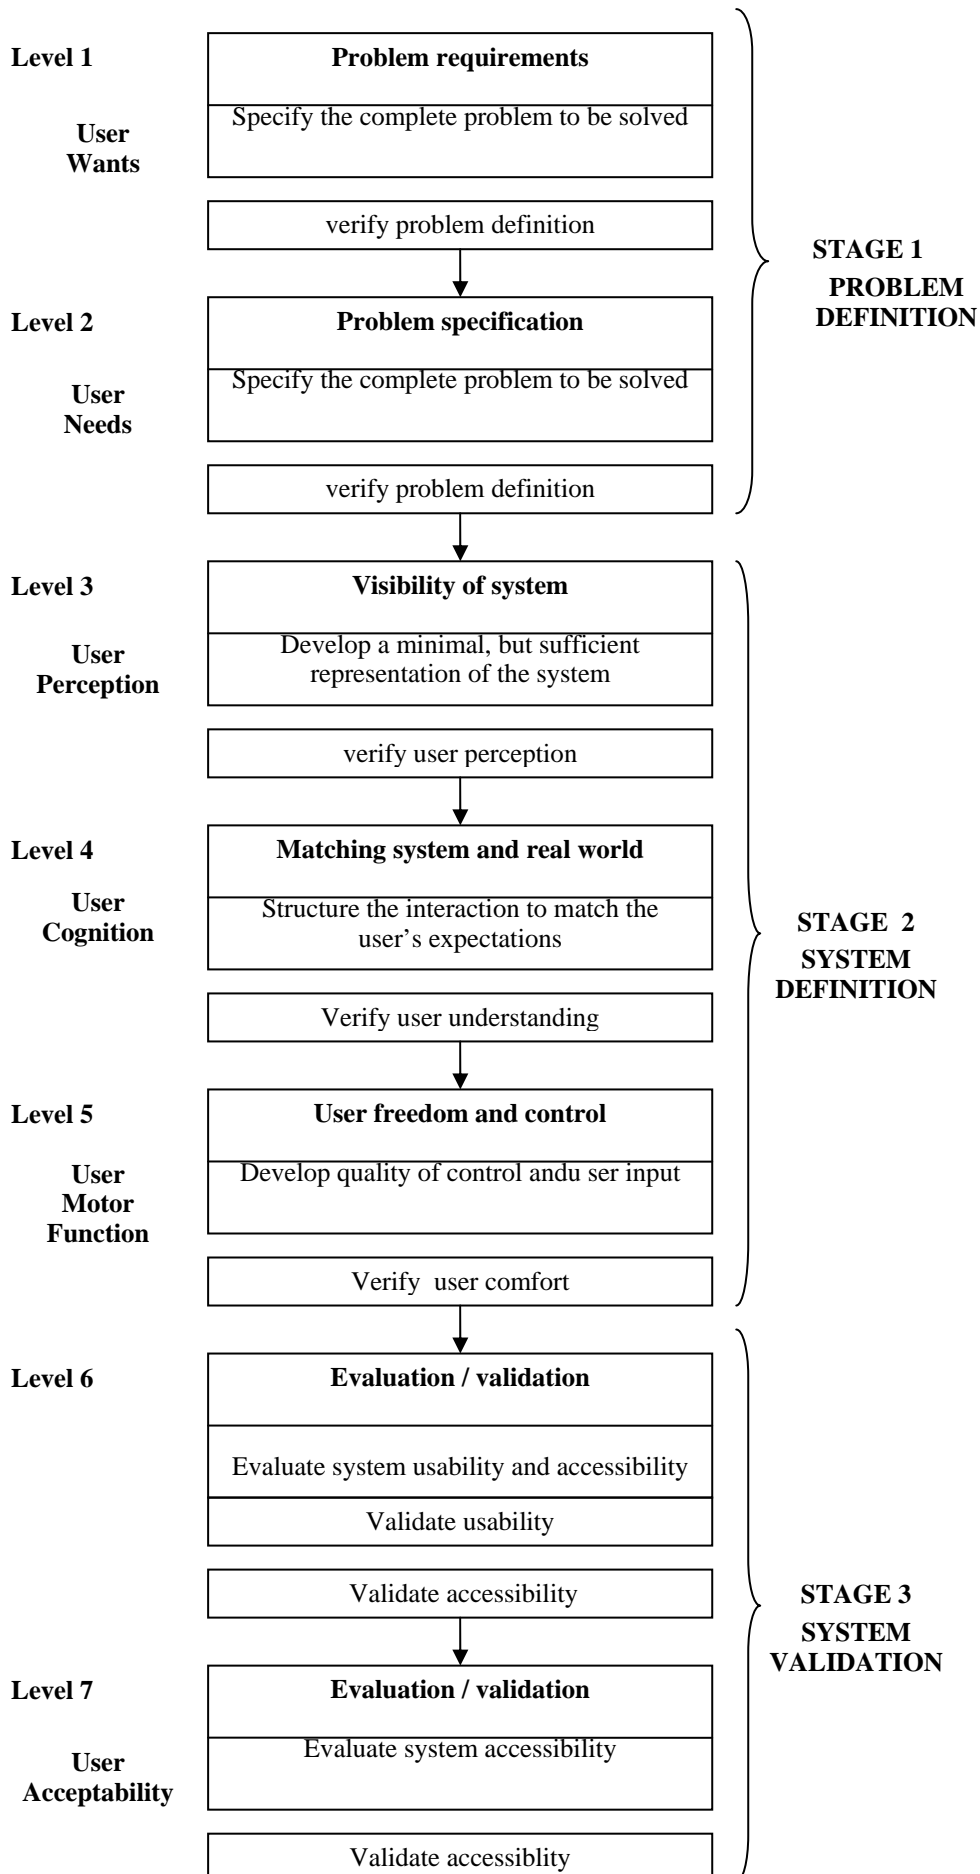 Level 1
Problem requirements
User
Wants
Specify the complete problem to be solved
verify problem definition
STAGE 1
PROBLEM
DEFINITION
Level 2
Problem specification
User
Needs
Specify the complete problem to be solved
verify problem definition
Level 3
Visibility of system
User
Perception
Develop a minimal, but sufficient
representation of the system
verify user perception
Level 4
Matching system and real world
User
Cognition
Structure the interaction to match the
user’s expectations
STAGE  2
SYSTEM
DEFINITION
Verify user understanding
Level 5
User freedom and control
User
Motor
Function
Develop quality of control andu ser input
Verify  user comfort
Level 6
Evaluation / validation
Evaluate system usability and accessibility
Validate usability
Validate accessibility
STAGE 3
SYSTEM
VALIDATION
Level 7
Evaluation / validation
User
Acceptability
Evaluate system accessibility
Validate accessiblity